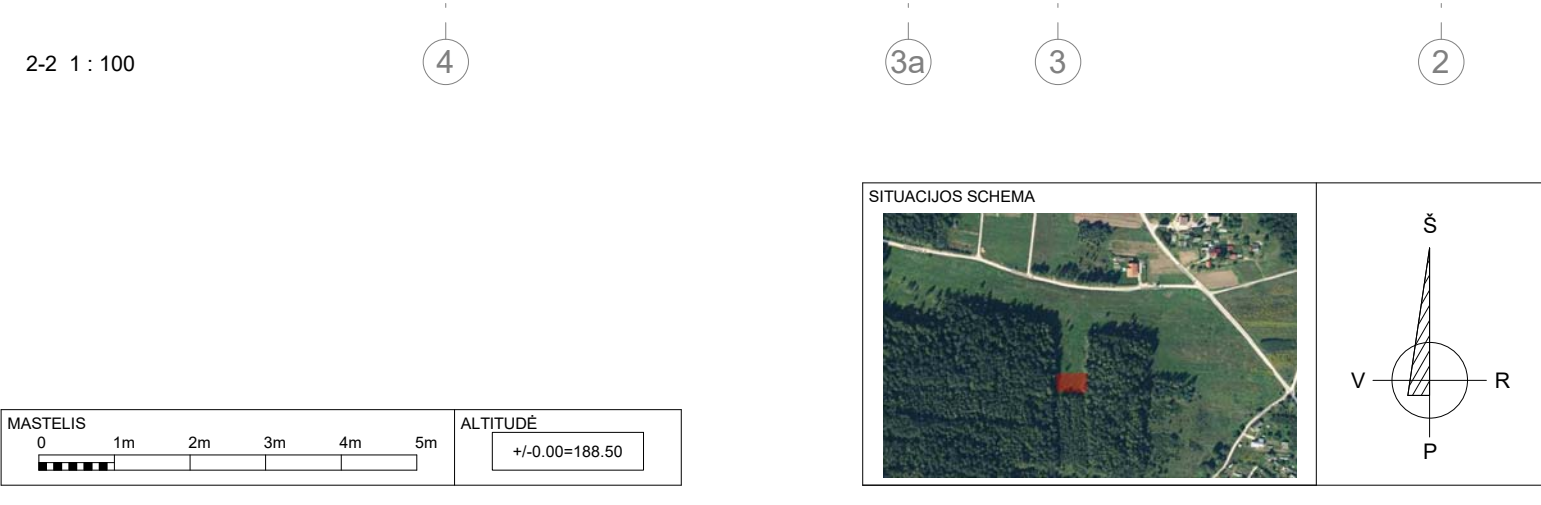 2-2 1 : 100
4
3a
3
2
SITUACIJOS SCHEMA
Š
V
R
P
MASTELIS
0 1m 2m 3m 4m 5m
ALTITUDĖ
+/-0.00=188.50